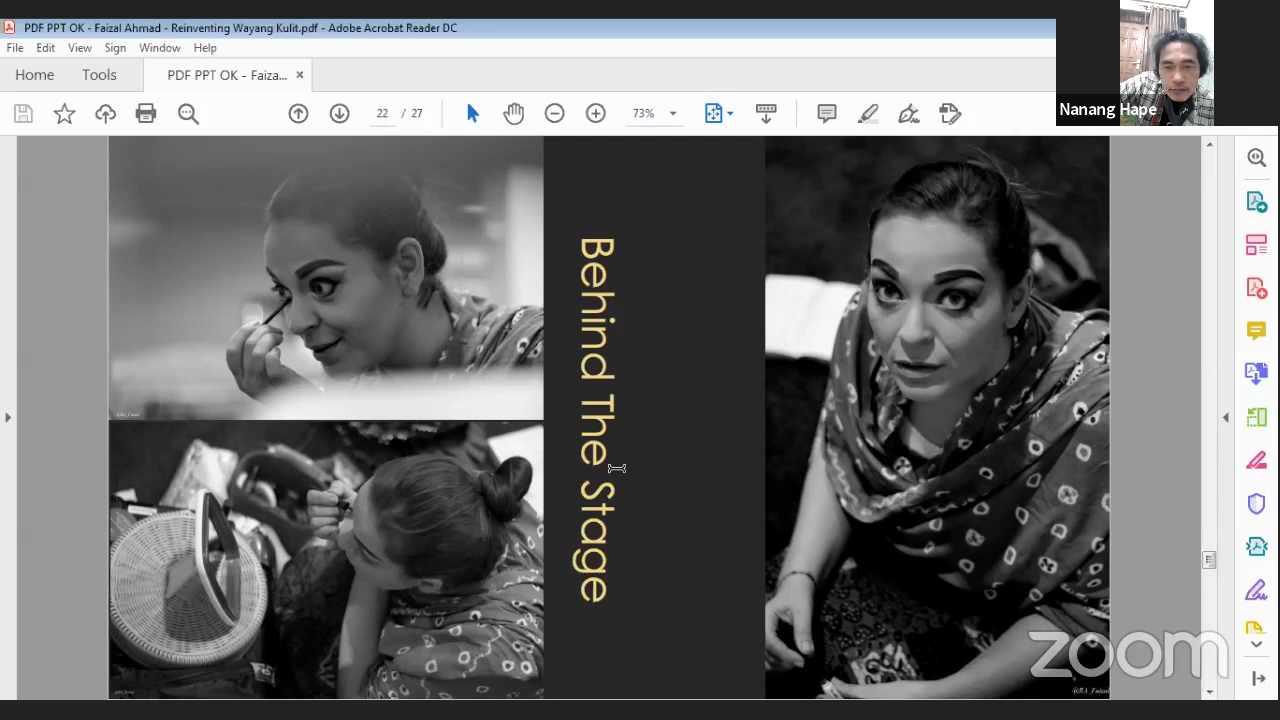 PDF PPT OK - Faizal Ahmad - Reinventing Wayang Kulit.pdf - Adobe Acrobat Reader DC
File Edit View Sign Window Help
Home Tools PDF PPT OK - Faiza... ×
22 / 27 73%
Nanang Hape
Behind The Stage
zoom
@RA_Faizal